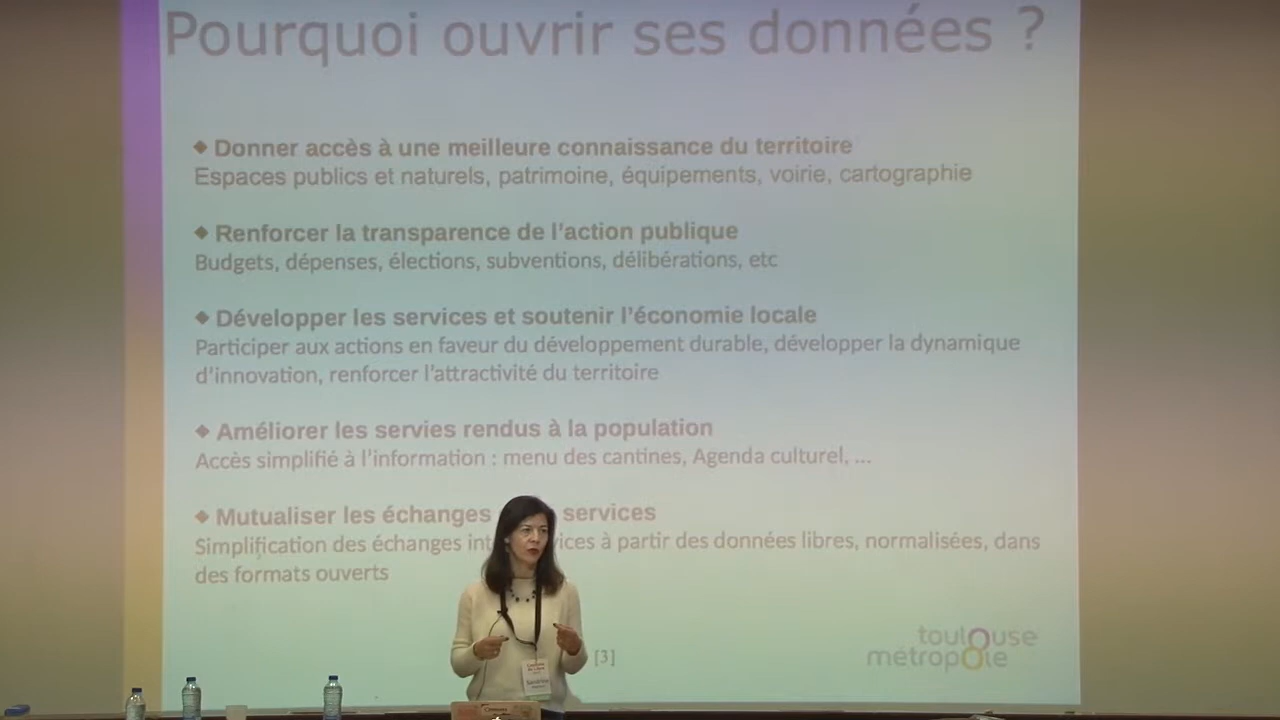 Pourquoi ouvrir ses données ?
◆ Donner accès à une meilleure connaissance du territoire
Espaces publics et naturels, patrimoine, équipements, voirie, cartographie
◆ Renforcer la transparence de l'action publique
Budgets, dépenses, élections, subventions, délibérations, etc
◆ Développer les services et soutenir l'économie locale
Participer aux actions en faveur du développement durable, développer la dynamique
d'innovation, renforcer l'attractivité du territoire
◆ Améliorer les servies rendus à la population
Accès simplifié à l'information : menu des cantines, Agenda culturel, ...
◆ Mutualiser les échanges services
Simplification des échanges à partir des données libres, normalisées, dans
des formats ouverts
toulouse
métropole
[3]